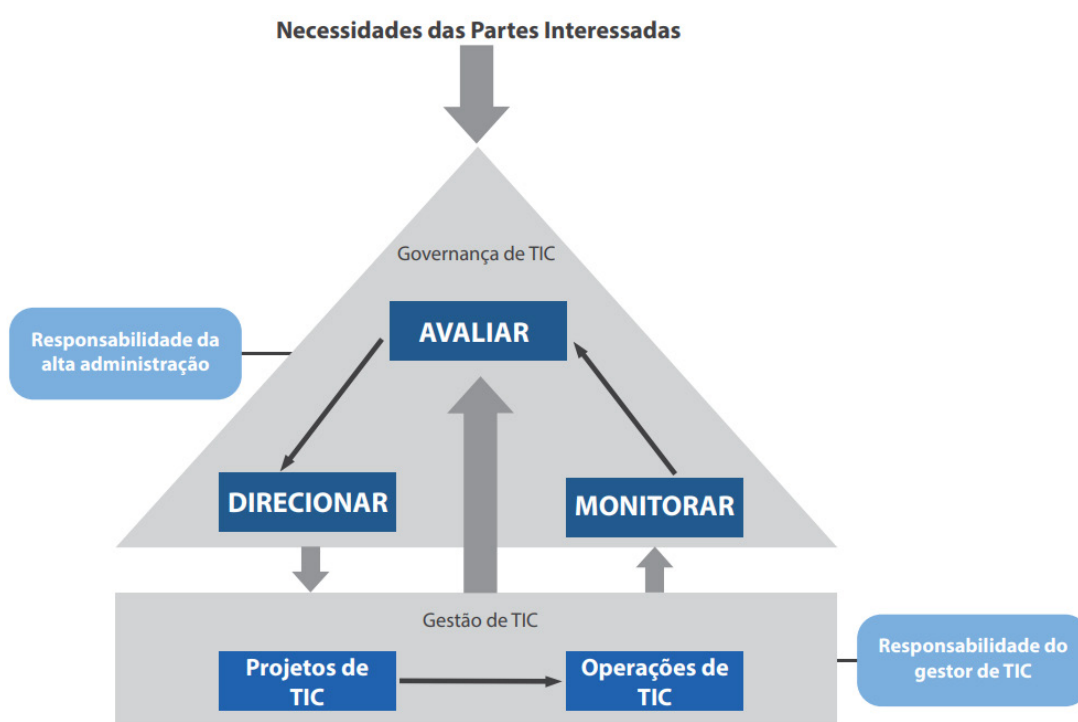 Necessidades das Partes Interessadas
Governança de TIC
AVALIAR
Responsabilidade da
alta administração
DIRECIONAR
MONITORAR
Gestão de TIC
Projetos de
TIC
Operações de
TIC
Responsabilidade do
gestor de TIC